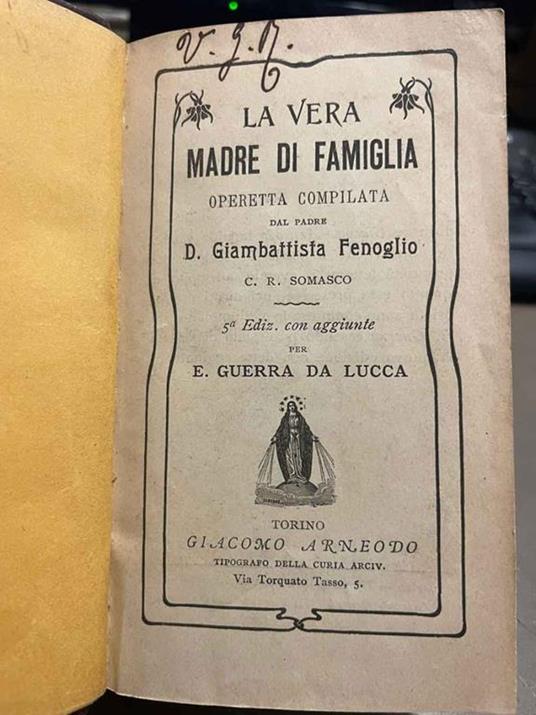 V. J. R.
LA VERA
MADRE DI FAMIGLIA
OPERETTA COMPILATA
DAL PADRE
D. Giambattista Fenoglio
C. R. SOMASCO
5ª Ediz. con aggiunte
PER
E. GUERRA DA LUCCA
TORINO
GIACOMO ARNEODO
TIPOGRAFO DELLA CURIA ARCIV.
Via Torquato Tasso, 5.